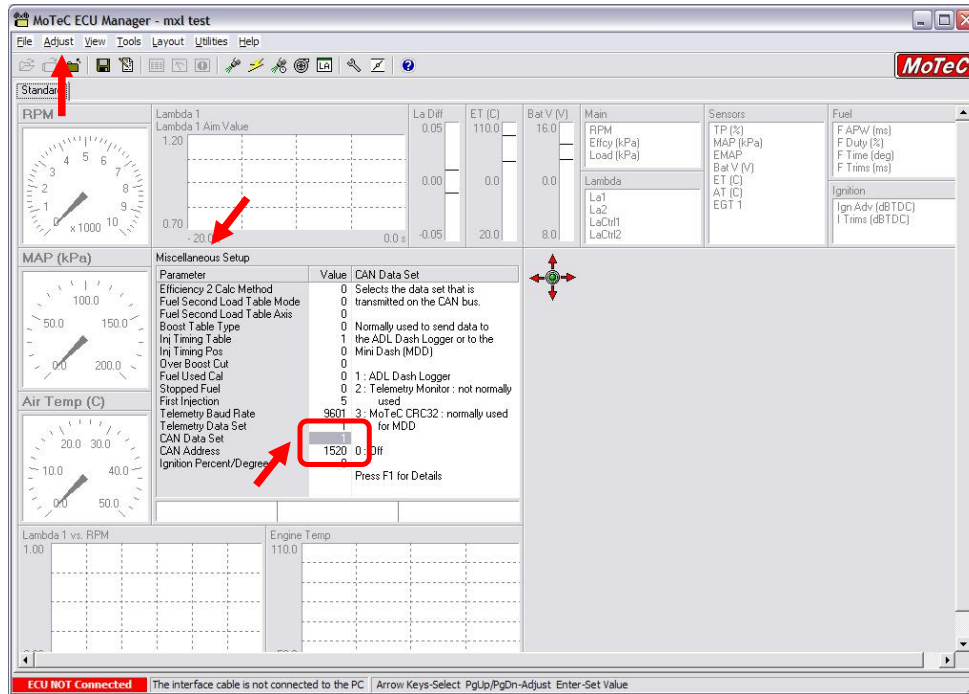 MoTeC ECU Manager - mxl test
File Adjust View Tools Layout Utilities Help
MoTeC
Standard
RPM
1 2 3 4 5 6 7 8 9 10 0
x 1000
Lambda 1
Lambda 1 Aim Value
1.20
0.70
- 20.0
0.0 s
La Diff
0.05
0.00
-0.05
ET (C)
110.0
0.0
20.0
Bat V (V)
16.0
0.0
8.0
Main
RPM
Effcy (kPa)
Load (kPa)
Lambda
La1
La2
LaCtrl1
LaCtrl2
Sensors
TP (%)
MAP (kPa)
EMAP
Bat V (V)
ET (C)
AT (C)
EGT 1
Fuel
F APW (ms)
F Duty (%)
F Time (deg)
F Trims (ms)
Ignition
Ign Adv (dBTDC)
I Trims (dBTDC)
MAP (kPa)
100.0
50.0 150.0
0.0 200.0
Miscellaneous Setup
Parameter Value CAN Data Set
Efficiency 2 Calc Method 0 Selects the data set that is
Fuel Second Load Table Mode 0 transmitted on the CAN bus.
Fuel Second Load Table Axis 0
Boost Table Type 0 Normally used to send data to
Inj Timing Table 1 the ADL Dash Logger or to the
Inj Timing Pos 0 Mini Dash (MDD)
Over Boost Cut 0
Fuel Used Cal 0 1 : ADL Dash Logger
Stopped Fuel 0 2 : Telemetry Monitor : not normally
First Injection 5 used
Telemetry Baud Rate 9601 3 : MoTeC CRC32 : normally used
Telemetry Data Set 1 for MDD
CAN Data Set 1
CAN Address 1520 0 : Off
Ignition Percent/Degree
Press F1 for Details
Air Temp (C)
20.0 30.0
10.0 40.0
0.0 50.0
Lambda 1 vs. RPM
1.00
Engine Temp
110.0
ECU NOT Connected The interface cable is not connected to the PC Arrow Keys-Select PgUp/PgDn-Adjust Enter-Set Value